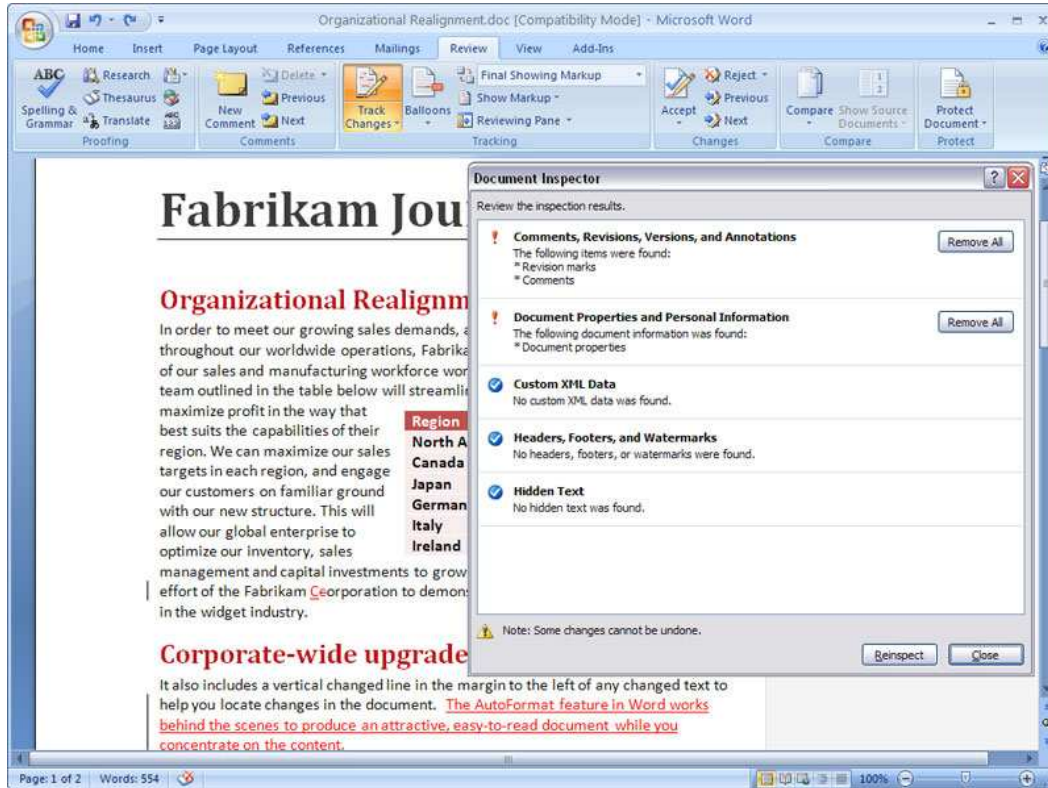 Organizational Realignment.doc [Compatibility Mode] - Microsoft Word
Home Insert Page Layout References Mailings Review View Add-Ins
ABC Research Delete Final Showing Markup Reject
Spelling & Grammar Thesaurus New Comment Previous Track Changes Balloons Show Markup Accept Previous Compare Show Source Documents Protect Document
Translate Next Reviewing Pane Next
Proofing Comments Tracking Changes Compare Protect
Fabrikam Jou
Organizational Realignm
In order to meet our growing sales demands, a
throughout our worldwide operations, Fabrika
of our sales and manufacturing workforce wor
team outlined in the table below will streamli
maximize profit in the way that
best suits the capabilities of their
region. We can maximize our sales
targets in each region, and engage
our customers on familiar ground
with our new structure. This will
allow our global enterprise to
optimize our inventory, sales
management and capital investments to grow
effort of the Fabrikam Ccorporation to demons
in the widget industry.
Region
North A
Canada
Japan
German
Italy
Ireland
Corporate-wide upgrade
It also includes a vertical changed line in the margin to the left of any changed text to
help you locate changes in the document. The AutoFormat feature in Word works
behind the scenes to produce an attractive, easy-to-read document while you
concentrate on the content.
Document Inspector
Review the inspection results.
Comments, Revisions, Versions, and Annotations
The following items were found:
* Revision marks
* Comments
Remove All
Document Properties and Personal Information
The following document information was found:
* Document properties
Remove All
Custom XML Data
No custom XML data was found.
Headers, Footers, and Watermarks
No headers, footers, or watermarks were found.
Hidden Text
No hidden text was found.
Note: Some changes cannot be undone.
Reinspect Close
Page: 1 of 2 Words: 554 100%